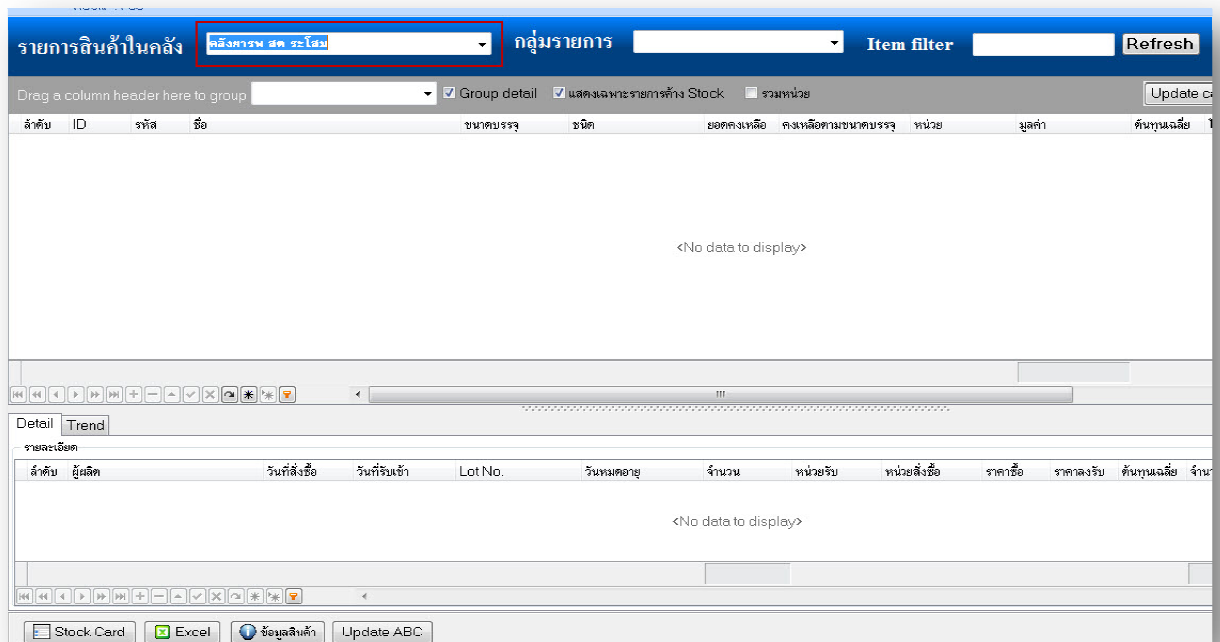 รายการสินค้าในคลัง คลังยารพ สต ระโสม กลุ่มรายการ Item filter Refresh
Drag a column header here to group Group detail แสดงเฉพาะรายการค้าง Stock รวมหน่วย Update
ลำดับ ID รหัส ชื่อ ขนาดบรรจุ ชนิด ยอดคงเหลือ คงเหลือตามขนาดบรรจุ หน่วย มูลค่า ต้นทุนเฉลี่ย
<No data to display>
Detail Trend
รายละเอียด
ลำดับ ผู้ผลิต วันที่สั่งซื้อ วันที่รับเข้า Lot No. วันหมดอายุ จำนวน หน่วยรับ หน่วยสั่งซื้อ ราคาซื้อ ราคาลงรับ ต้นทุนเฉลี่ย
<No data to display>
Stock Card Excel ข้อมูลสินค้า Update ABC